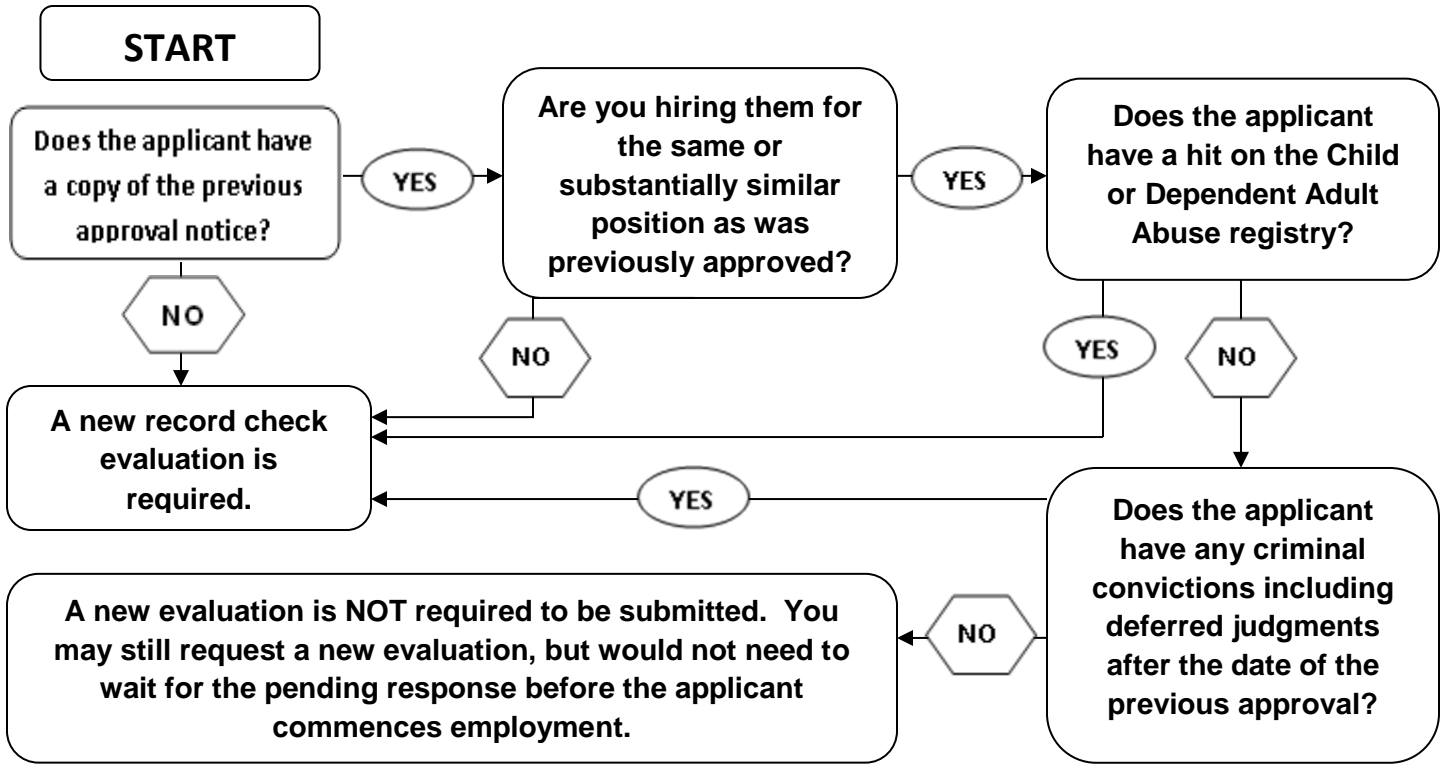 START
Does the applicant have
a copy of the previous
approval notice?
YES
Are you hiring them for
the same or
substantially similar
position as was
previously approved?
YES
Does the applicant
have a hit on the Child
or Dependent Adult
Abuse registry?
NO
NO
YES
NO
A new record check
evaluation is
required.
YES
Does the applicant
have any criminal
convictions including
deferred judgments
after the date of the
previous approval?
NO
A new evaluation is NOT required to be submitted.  You
may still request a new evaluation, but would not need to
wait for the pending response before the applicant
commences employment.